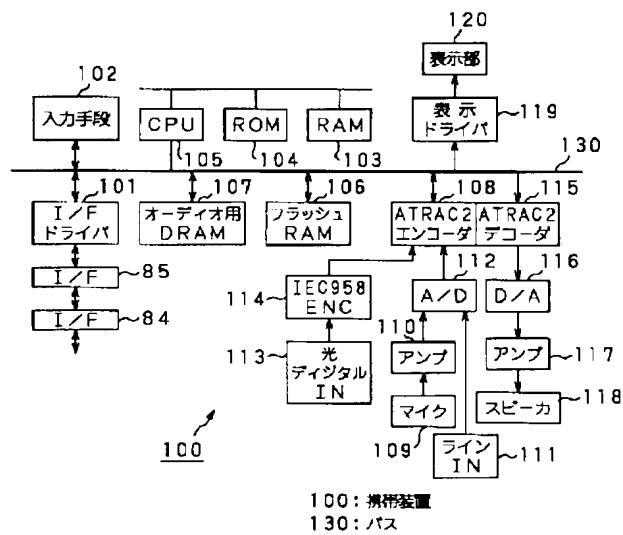 120
表示部
102
入力手段
CPU
ROM
RAM
表示
ドライバ
119
105
104
103
130
101
107
106
108
115
I/F
ドライバ
オーディオ用
DRAM
フラッシュ
RAM
ATRAC2
エンコーダ
ATRAC2
デコーダ
I/F
85
I/F
84
114
IEC958
ENC
112
A/D
116
D/A
113
光
ディジタル
IN
110
アンプ
アンプ
117
マイク
109
スピーカ
118
ライン
IN
111
100
100:携帯装置
130:バス